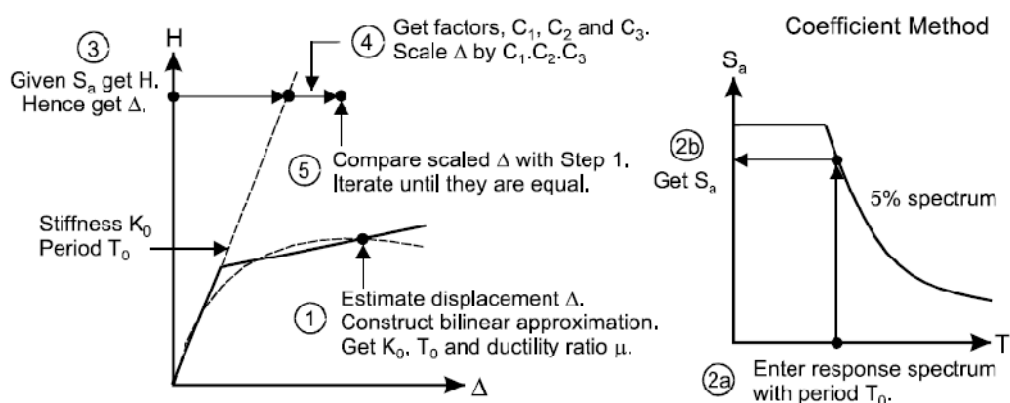 H
③
Given Sₐ get H.
Hence get Δ.
④
Get factors, C₁, C₂ and C₃.
Scale Δ by C₁.C₂.C₃
⑤
Compare scaled Δ with Step 1.
Iterate until they are equal.
Stiffness K₀
Period T₀
①
Estimate displacement Δ.
Construct bilinear approximation.
Get K₀, T₀ and ductility ratio μ.
Δ
Coefficient Method
Sₐ
2b
Get Sₐ
5% spectrum
T
2a
Enter response spectrum
with period T₀.